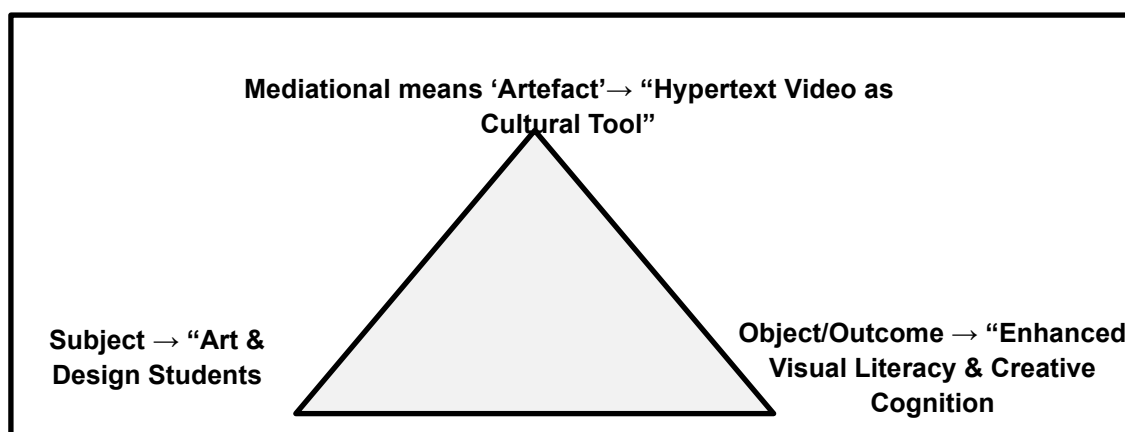 Mediational means ‘Artefact’→ “Hypertext Video as
Cultural Tool”
Subject → “Art &
Design Students
Object/Outcome → “Enhanced
Visual Literacy & Creative
Cognition